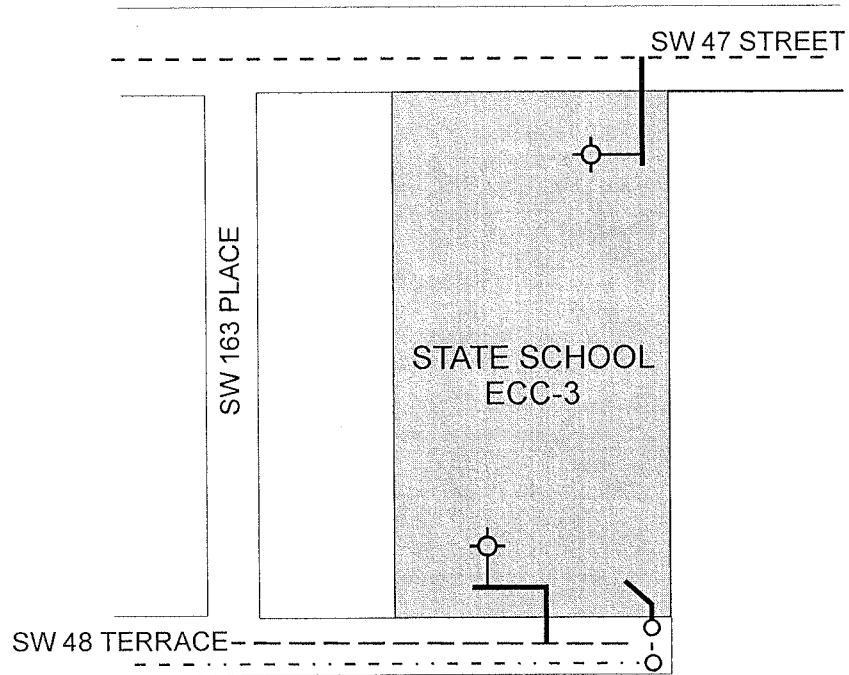 SW 47 STREET
SW 163 PLACE
STATE SCHOOL
ECC-3
SW 48 TERRACE